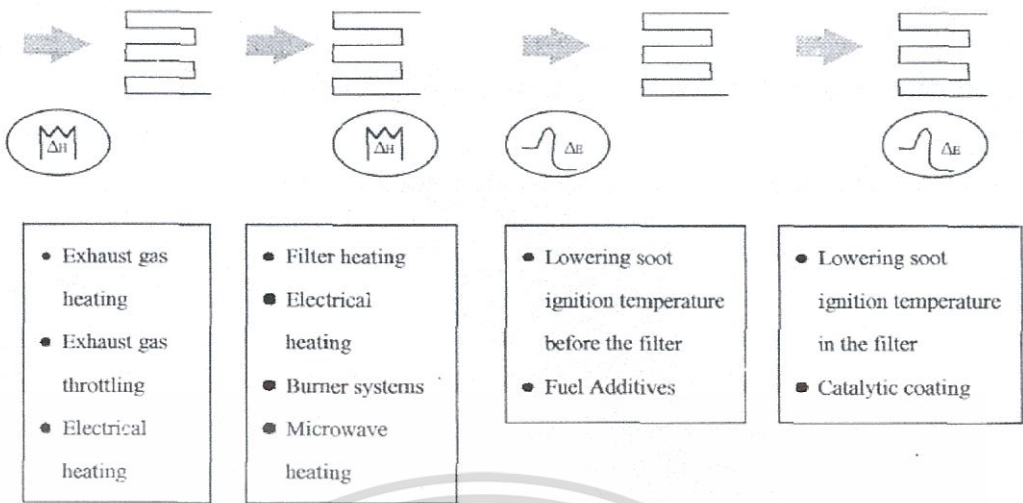 ΔH
ΔH
ΔE
ΔE
• Exhaust gas
heating
• Exhaust gas
throttling
• Electrical
heating
• Filter heating
• Electrical
heating
• Burner systems
• Microwave
heating
• Lowering soot
ignition temperature
before the filter
• Fuel Additives
• Lowering soot
ignition temperature
in the filter
• Catalytic coating